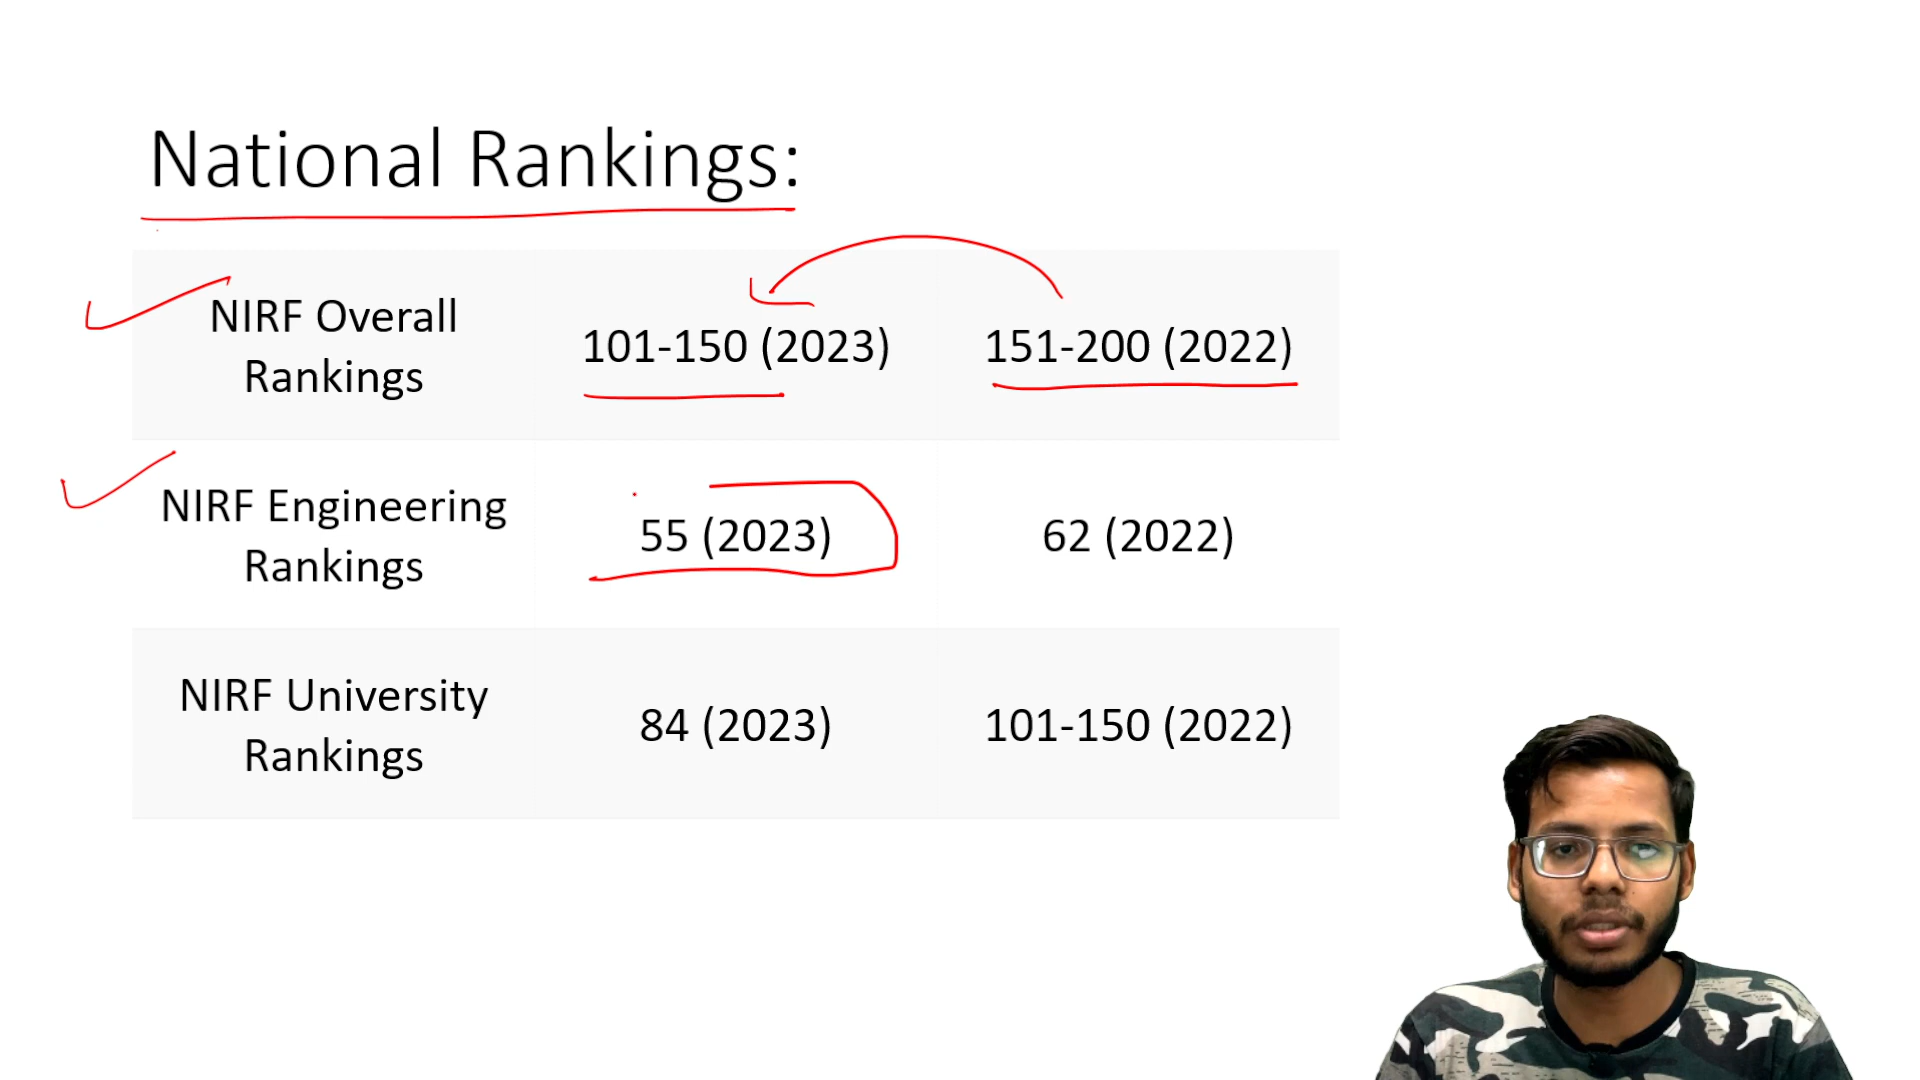 National Rankings:
NIRF Overall
Rankings
101-150 (2023)
151-200 (2022)
NIRF Engineering
Rankings
55 (2023)
62 (2022)
NIRF University
Rankings
84 (2023)
101-150 (2022)